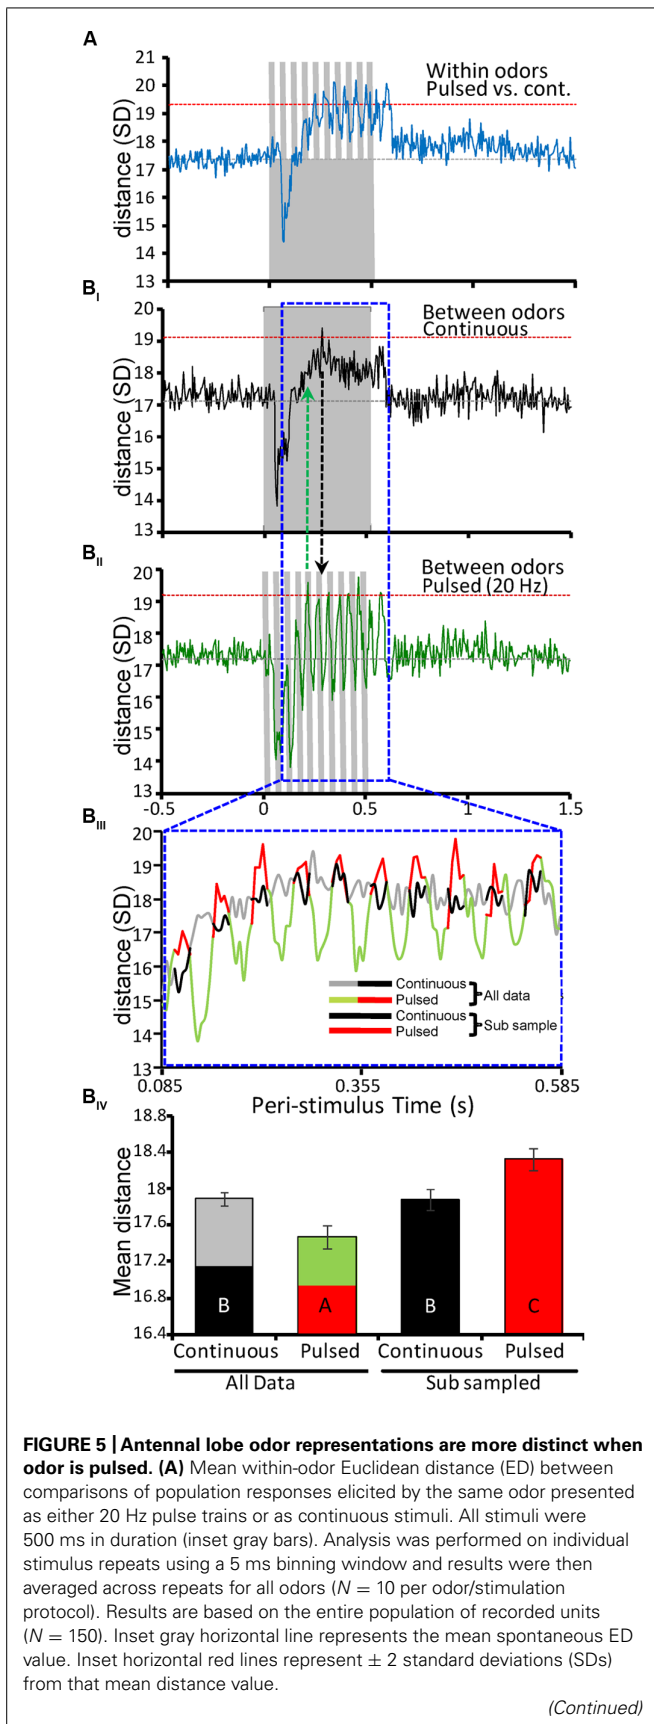 A
21
20
19
18
17
16
15
14
13
distance (SD)
Within odors
Pulsed vs. cont.
BI
20
19
18
17
16
15
14
13
distance (SD)
Between odors
Continuous
BII
20
19
18
17
16
15
14
13
distance (SD)
Between odors
Pulsed (20 Hz)
-0.5 0 0.5 1 1.5
BIII
20
19
18
17
16
15
14
13
distance (SD)
Continuous
Pulsed
All data
Continuous
Pulsed
Sub sample
0.085 0.355 0.585
Peri-stimulus Time (s)
BIV
18.8
18.4
18
17.6
17.2
16.8
16.4
Mean distance
B A B C
Continuous Pulsed Continuous Pulsed
All Data Sub sampled
FIGURE 5 | Antennal lobe odor representations are more distinct when
odor is pulsed. (A) Mean within-odor Euclidean distance (ED) between
comparisons of population responses elicited by the same odor presented
as either 20 Hz pulse trains or as continuous stimuli. All stimuli were
500 ms in duration (inset gray bars). Analysis was performed on individual
stimulus repeats using a 5 ms binning window and results were then
averaged across repeats for all odors (N = 10 per odor/stimulation
protocol). Results are based on the entire population of recorded units
(N = 150). Inset gray horizontal line represents the mean spontaneous ED
value. Inset horizontal red lines represent ± 2 standard deviations (SDs)
from that mean distance value.
(Continued)